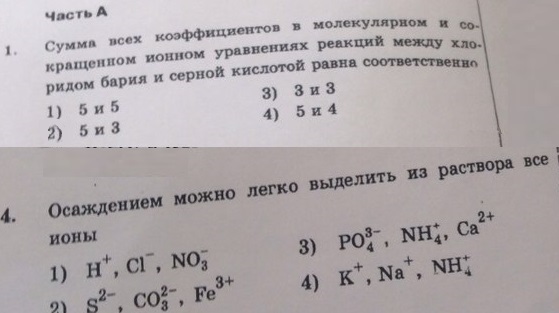 Часть А
1. Сумма всех коэффициентов в молекулярном и со-
кращенном ионном уравнениях реакций между хло-
ридом бария и серной кислотой равна соответственно
1) 5 и 5
3) 3 и 3
2) 5 и 3
4) 5 и 4
4. Осаждением можно легко выделить из раствора все
ионы
1) H⁺, Cl⁻, NO₃⁻
3) PO₄³⁻, NH₄⁺, Ca²⁺
2) S²⁻, CO₃²⁻, Fe³⁺
4) K⁺, Na⁺, NH₄⁺